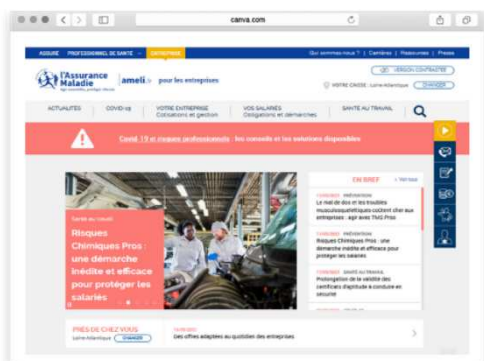 canva.com
ASSURÉ PROFESSIONNEL DE SANTÉ ENTREPRISE
Qui sommes-nous ? | Carrières | Ressources | Presse
l'Assurance Maladie
ameli.fr pour les entreprises
VERSION CONTRASTÉE
VOTRE CAISSE : Loire-Atlantique CHANGER
ACTUALITÉS
COVID-19
VOTRE ENTREPRISE
Cotisations et gestion
VOS SALARIÉS
Obligations et démarches
SANTÉ AU TRAVAIL
Covid-19 et risques professionnels : les conseils et les solutions disponibles
Santé au travail
Risques
Chimiques Pros :
une démarche
inédite et efficace
pour protéger les
salariés
EN BREF
+ Voir tous
PRÉVENTION
Le mal de dos et les troubles
musculosquelettiques coûtent cher aux
entreprises : agir avec TMS Pros
PRÉVENTION
Risques Chimiques Pros : une
démarche inédite et efficace pour
protéger les salariés
SANTÉ AU TRAVAIL
Prolongation de la validité des
certificats d'aptitude à conduire en
sécurité
PRÈS DE CHEZ VOUS
Loire-Atlantique CHANGER
Des offres adaptées au quotidien des entreprises